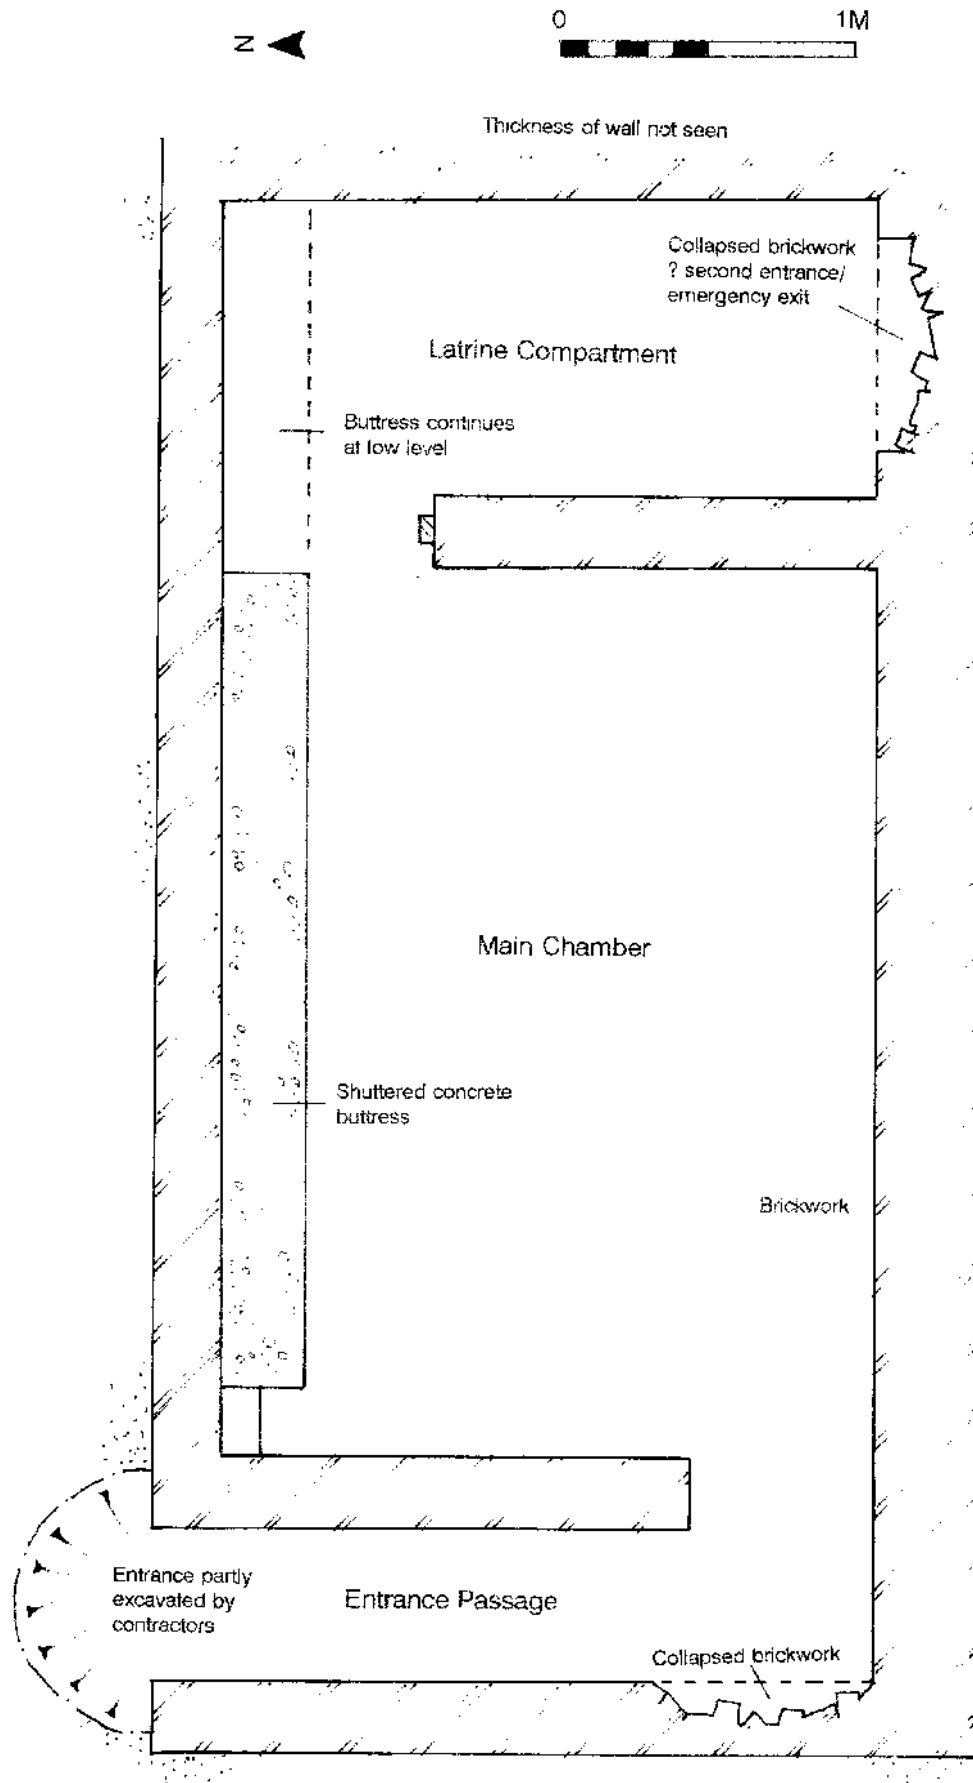 0 1M
N
Thickness of wall not seen
Collapsed brickwork
? second entrance/
emergency exit
Latrine Compartment
Buttress continues
at low level
Main Chamber
Shuttered concrete
buttress
Brickwork
Entrance partly
excavated by
contractors
Entrance Passage
Collapsed brickwork